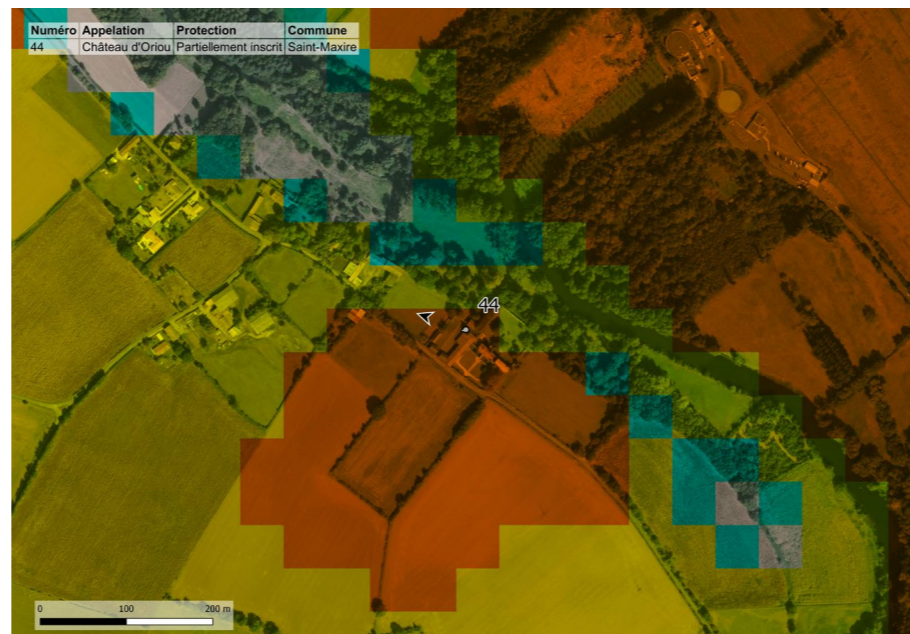 Numéro Appelation Protection Commune
44 Château d'Oriou Partiellement inscrit Saint-Maxire
44
0 100 200 m